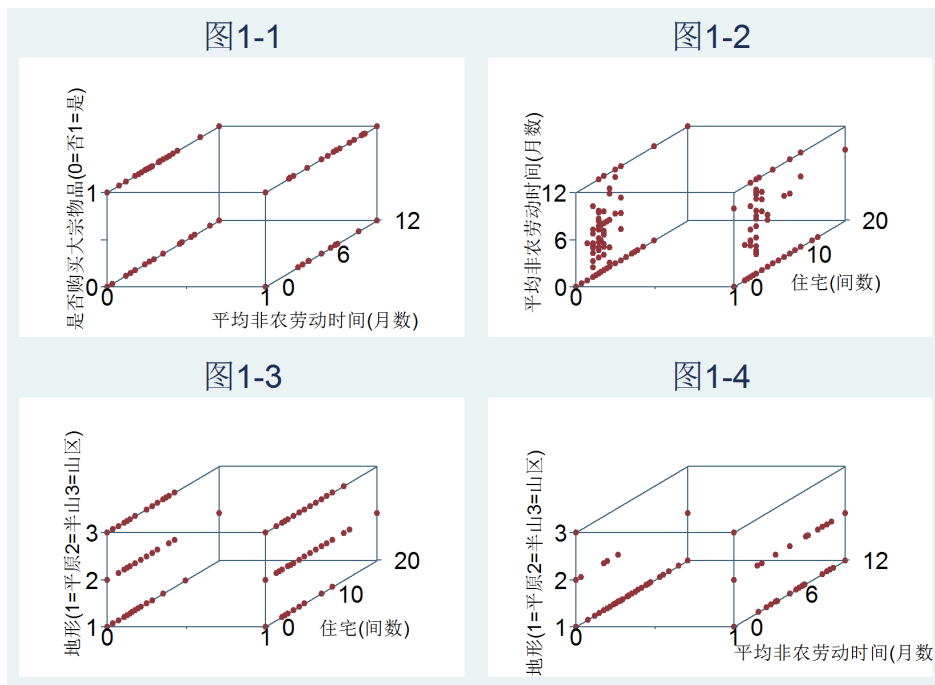 图1-1
是否购买大宗物品(0=否1=是)
1
0
0
1
0
6
12
平均非农劳动时间(月数)
图1-2
平均非农劳动时间(月数)
12
6
0
0
1
0
10
20
住宅(间数)
图1-3
地形(1=平原2=半山3=山区)
3
2
1
0
1
0
10
20
住宅(间数)
图1-4
地形(1=平原2=半山3=山区)
3
2
1
0
1
0
6
12
平均非农劳动时间(月数